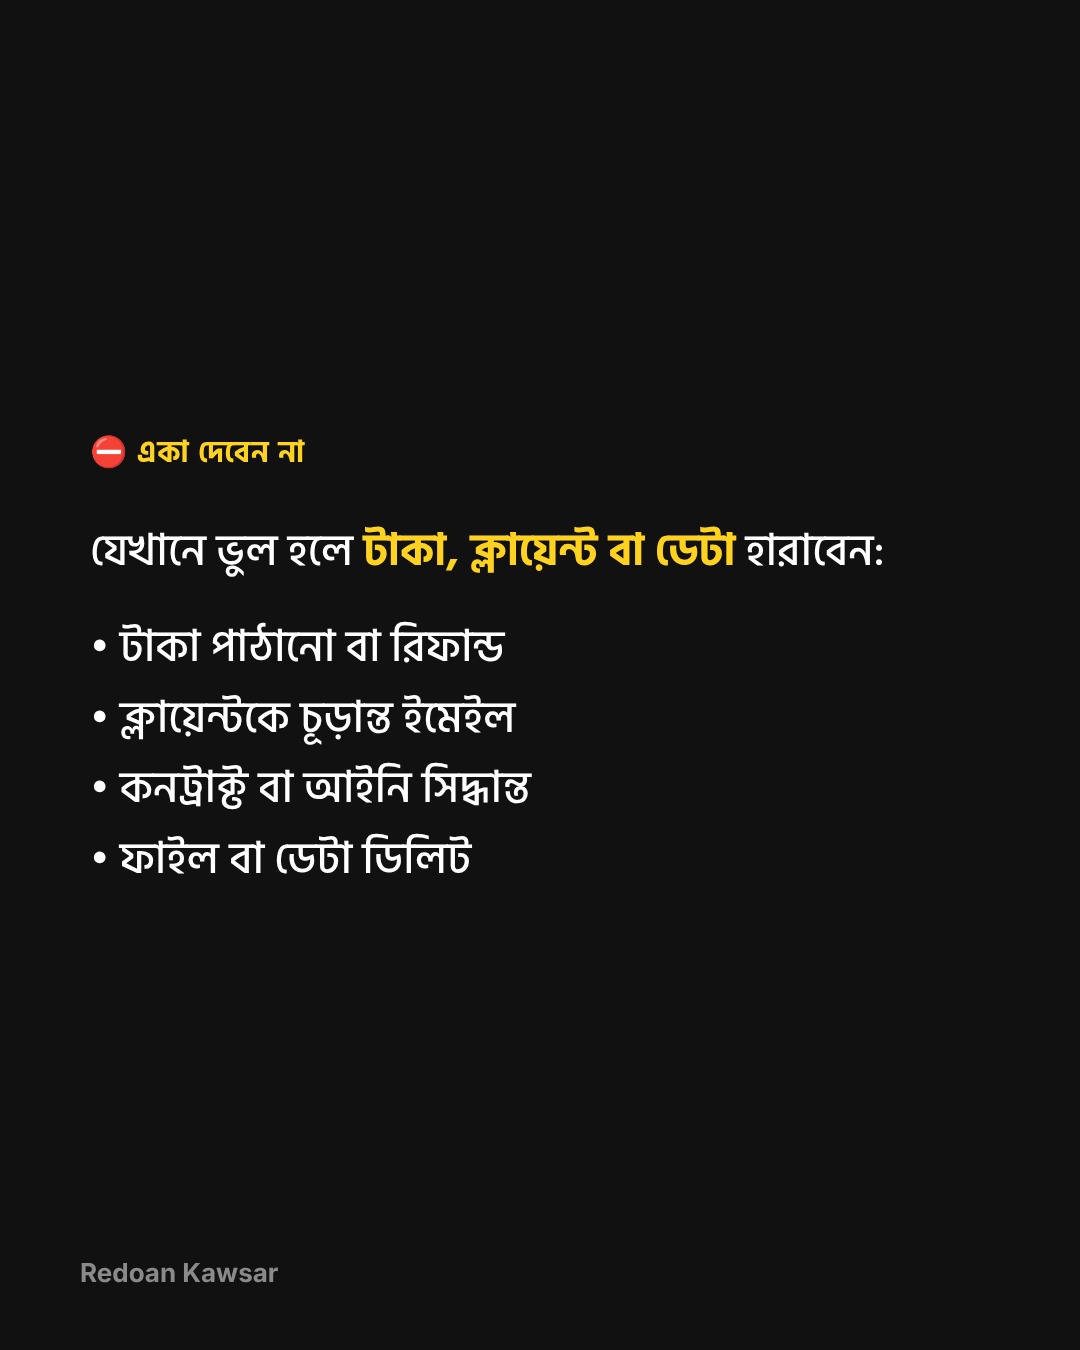 ⛔ একা দেবেন না
যেখানে ভুল হলে টাকা, ক্লায়েন্ট বা ডেটা হারাবেন:
• টাকা পাঠানো বা রিফান্ড
• ক্লায়েন্টকে চূড়ান্ত ইমেইল
• কনট্রাক্ট বা আইনি সিদ্ধান্ত
• ফাইল বা ডেটা ডিলিট
Redoan Kawsar